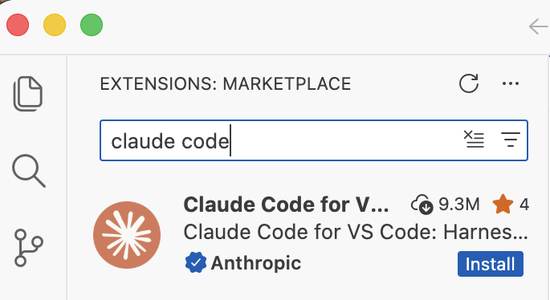 EXTENSIONS: MARKETPLACE
claude code
Claude Code for V... 9.3M 4
Claude Code for VS Code: Harnes...
Anthropic Install